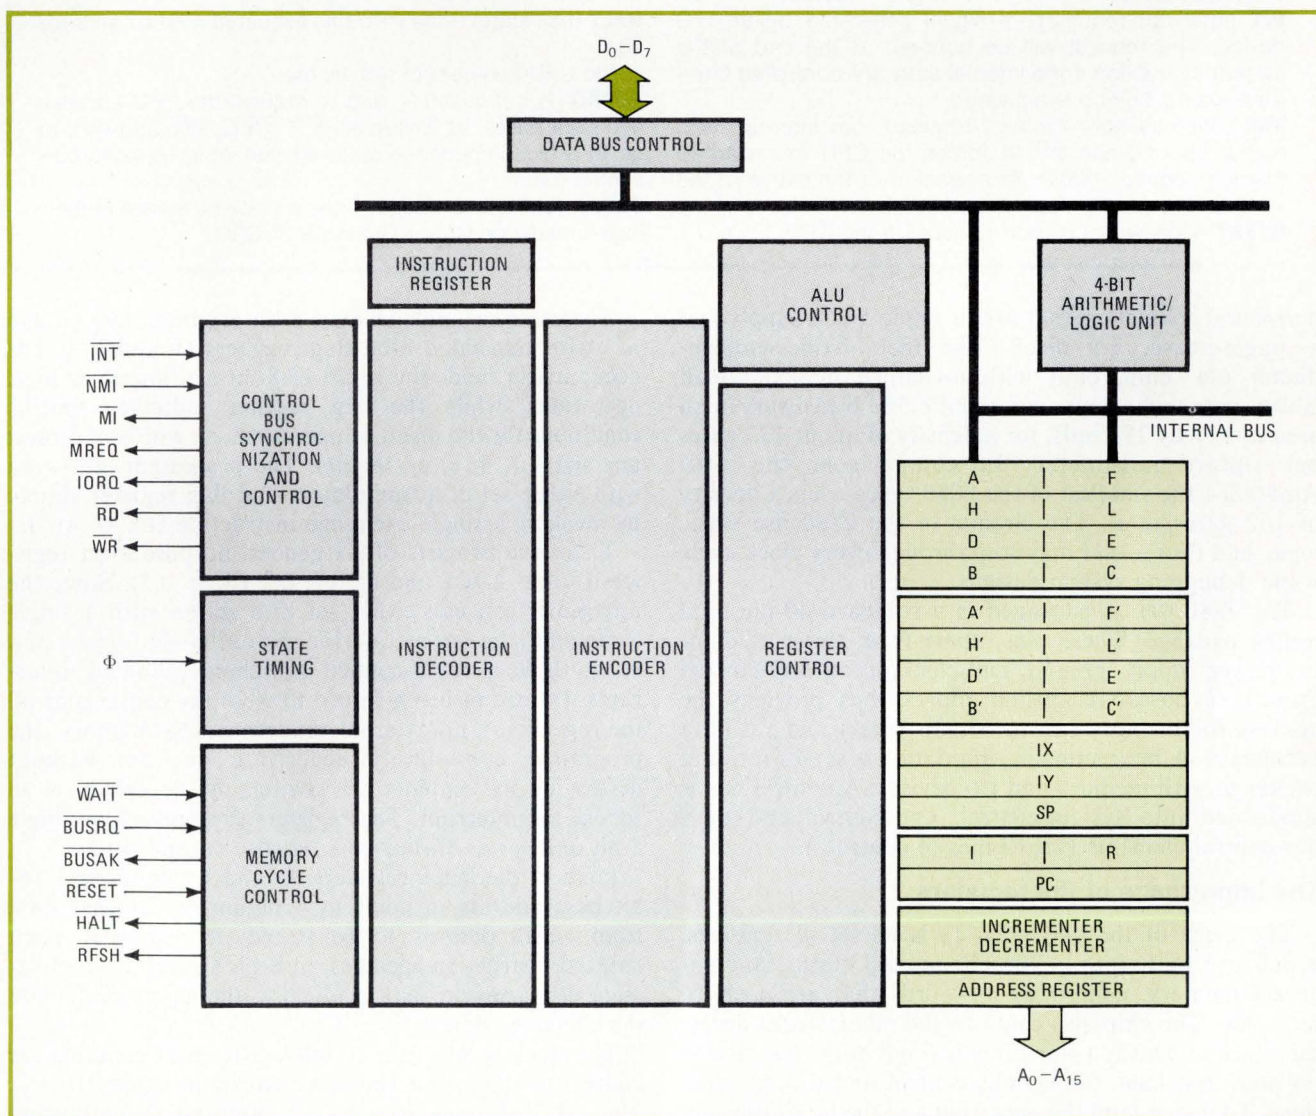 D₀–D₇
DATA BUS CONTROL
INSTRUCTION
REGISTER
ALU
CONTROL
4-BIT
ARITHMETIC/
LOGIC UNIT
INTERNAL BUS
INT
NMI
MI
MREQ
IORQ
RD
WR
CONTROL
BUS
SYNCHRO-
NIZATION
AND
CONTROL
Φ
STATE
TIMING
WAIT
BUSRQ
BUSAK
RESET
HALT
RFSH
MEMORY
CYCLE
CONTROL
INSTRUCTION
DECODER
INSTRUCTION
ENCODER
REGISTER
CONTROL
A | F
H | L
D | E
B | C
A′ | F′
H′ | L′
D′ | E′
B′ | C′
IX
IY
SP
I | R
PC
INCREMENTER
DECREMENTER
ADDRESS REGISTER
A₀–A₁₅